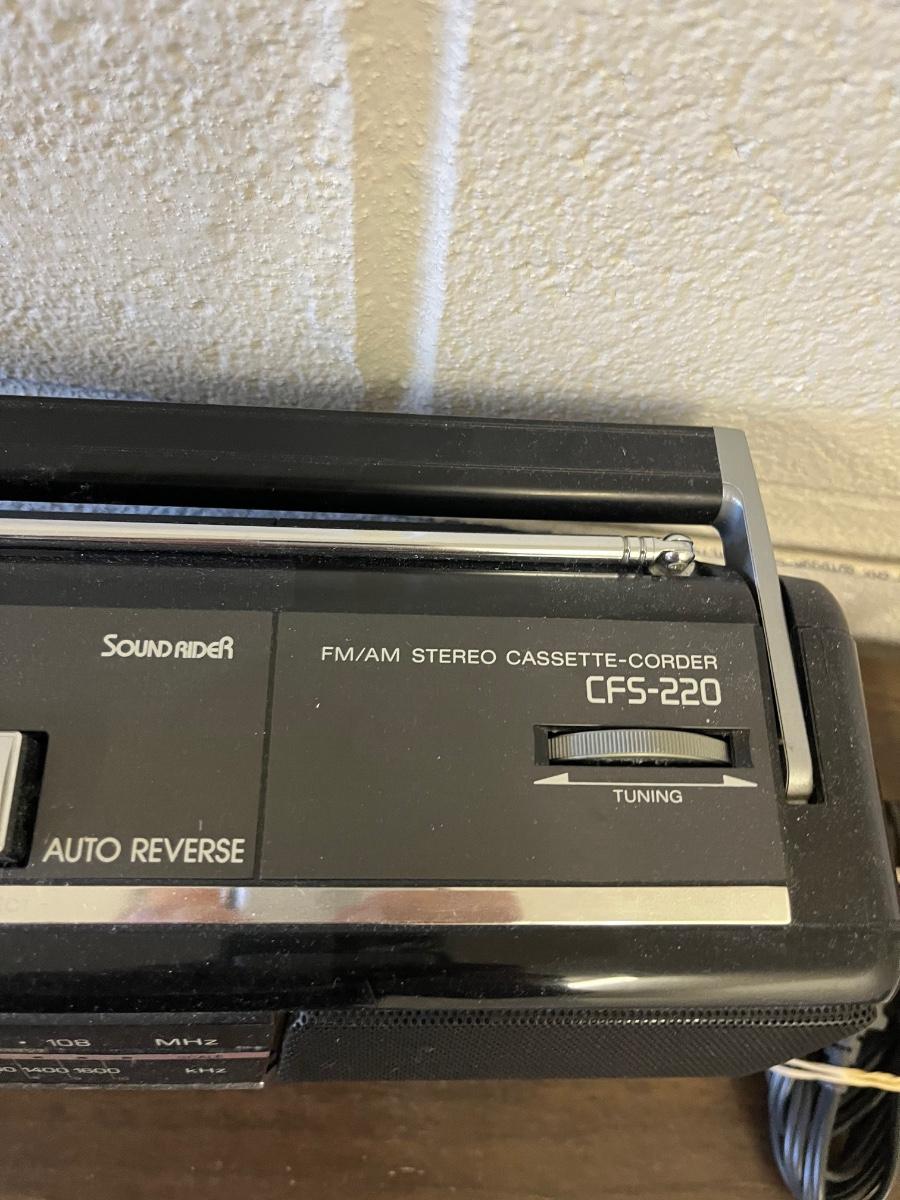 SOUND RIDER
FM/AM STEREO CASSETTE-CORDER
CFS-220
TUNING
AUTO REVERSE
108 MHz
1400 1600 kHz